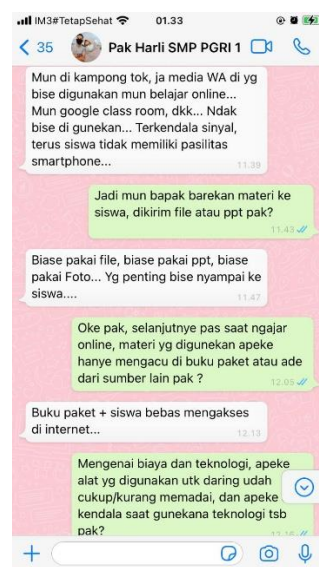 IM3#TetapSehat 01.33
35 Pak Harli SMP PGRI 1
Mun di kampong tok, ja media WA di yg
bise digunakan mun belajar online...
Mun google class room, dkk... Ndak
bise di gunekan... Terkendala sinyal,
terus siswa tidak memiliki pasilitas
smartphone...
11.39
Jadi mun bapak barekan materi ke
siswa, dikirim file atau ppt pak?
11.43
Biase pakai file, biase pakai ppt, biase
pakai Foto... Yg penting bise nyampai ke
siswa....
11.47
Oke pak, selanjutnye pas saat ngajar
online, materi yg digunekan apeke
hanye mengacu di buku paket atau ade
dari sumber lain pak ?
12.05
Buku paket + siswa bebas mengakses
di internet...
12.13
Mengenai biaya dan teknologi, apeke
alat yg digunakan utk daring udah
cukup/kurang memadai, dan apeke
kendala saat gunekana teknologi tsb
pak?
12.16